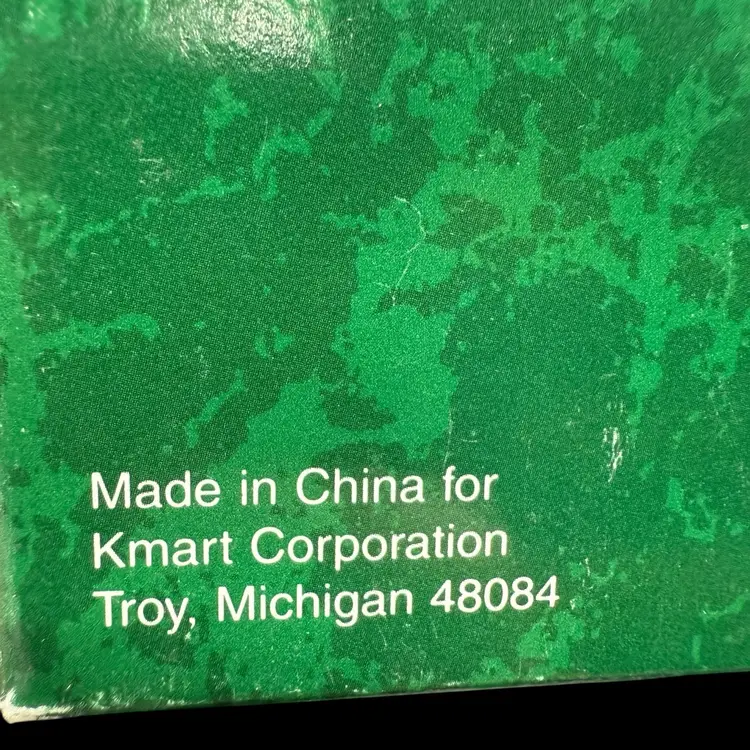 Made in China for
Kmart Corporation
Troy, Michigan 48084